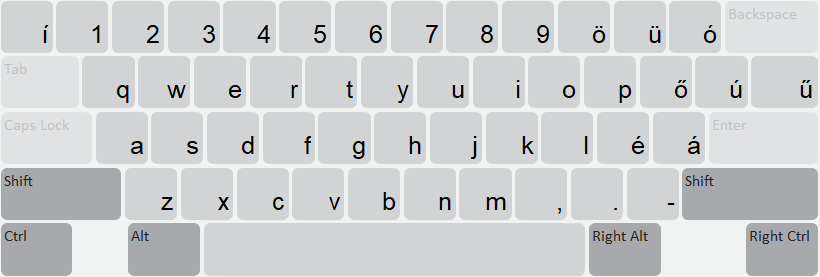 í 1 2 3 4 5 6 7 8 9 ö ü ó Backspace
Tab q w e r t y u i o p ő ú ű
Caps Lock a s d f g h j k l é á Enter
Shift z x c v b n m , . - Shift
Ctrl Alt Right Alt Right Ctrl